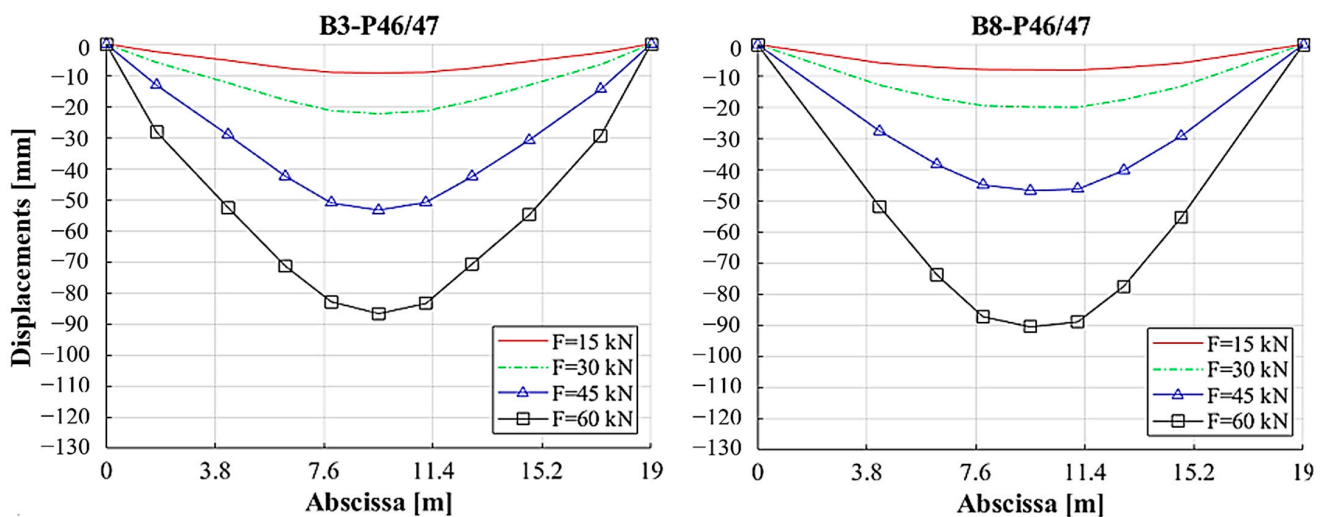 B3-P46/47
Displacements [mm]
0
−10
−20
−30
−40
−50
−60
−70
−80
−90
−100
−110
−120
−130
F=15 kN
F=30 kN
F=45 kN
F=60 kN
0 3.8 7.6 11.4 15.2 19
Abscissa [m]
B8-P46/47
0
−10
−20
−30
−40
−50
−60
−70
−80
−90
−100
−110
−120
−130
F=15 kN
F=30 kN
F=45 kN
F=60 kN
0 3.8 7.6 11.4 15.2 19
Abscissa [m]